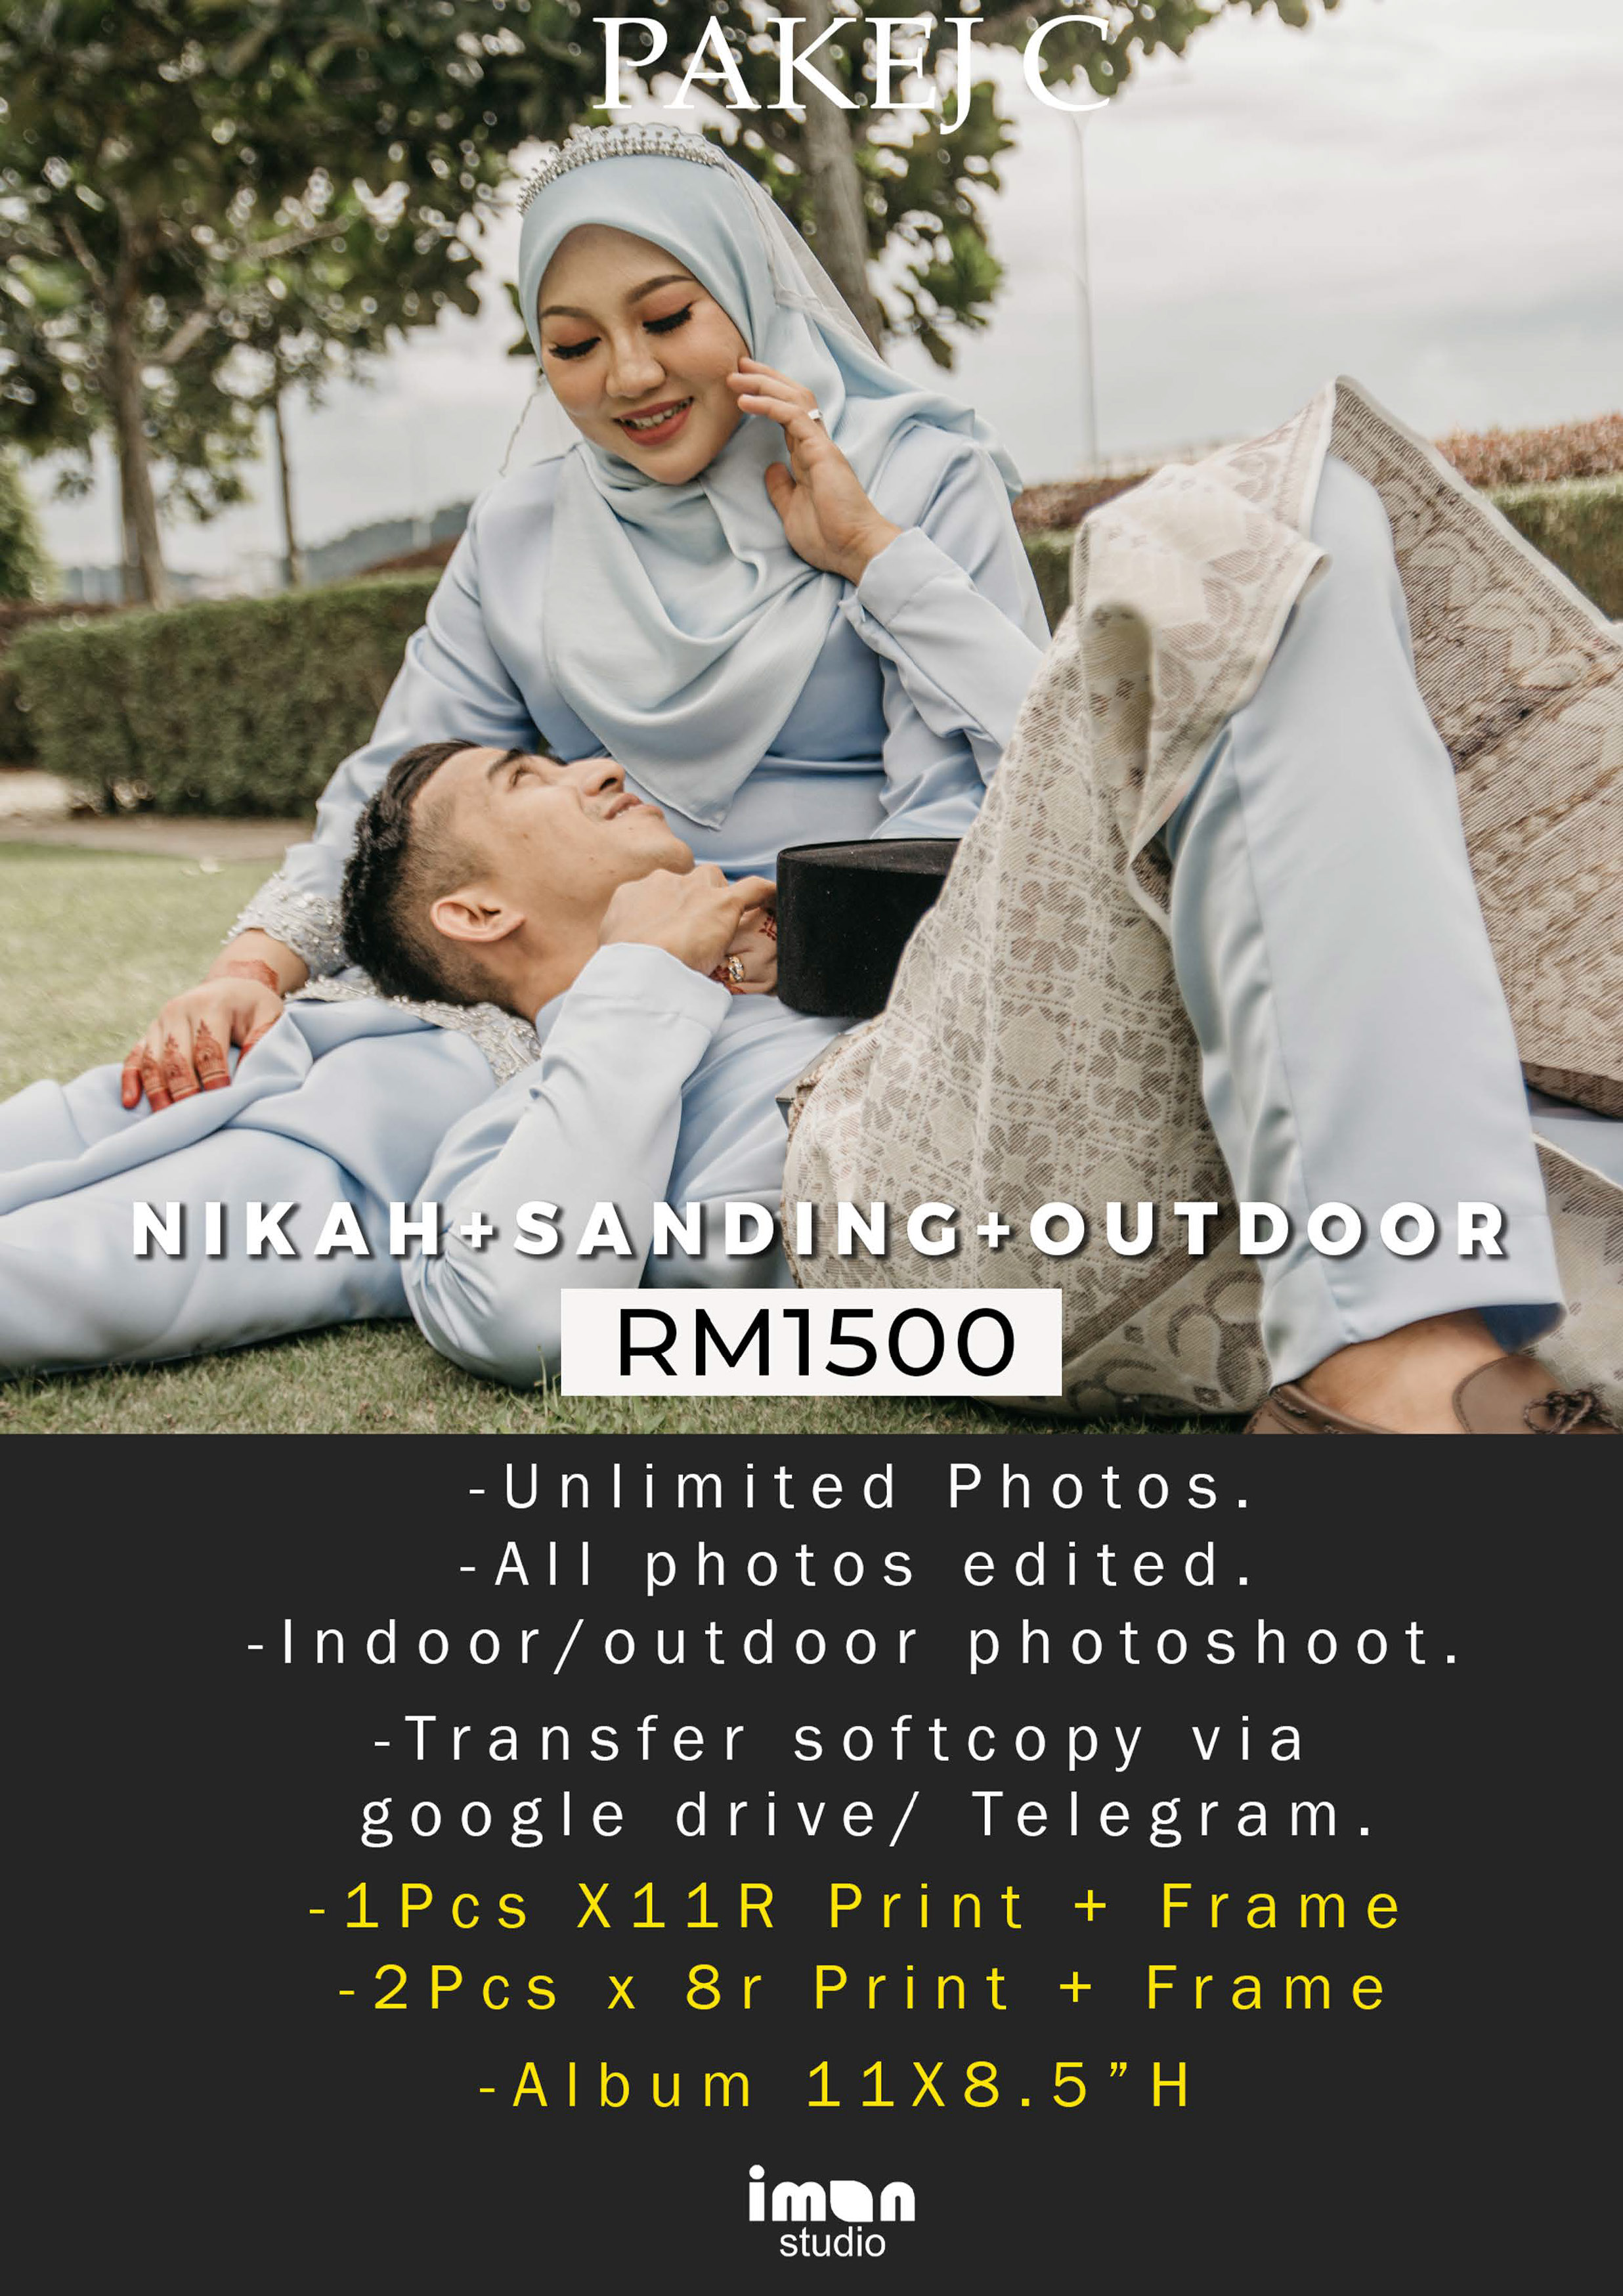 PAKEJ C
NIKAH+SANDING+OUTDOOR
RM1500
-Unlimited Photos.
-All photos edited.
-Indoor/outdoor photoshoot.
-Transfer softcopy via
google drive/ Telegram.
-1Pcs X11R Print + Frame
-2Pcs x 8r Print + Frame
-Album 11X8.5”H
iman
studio